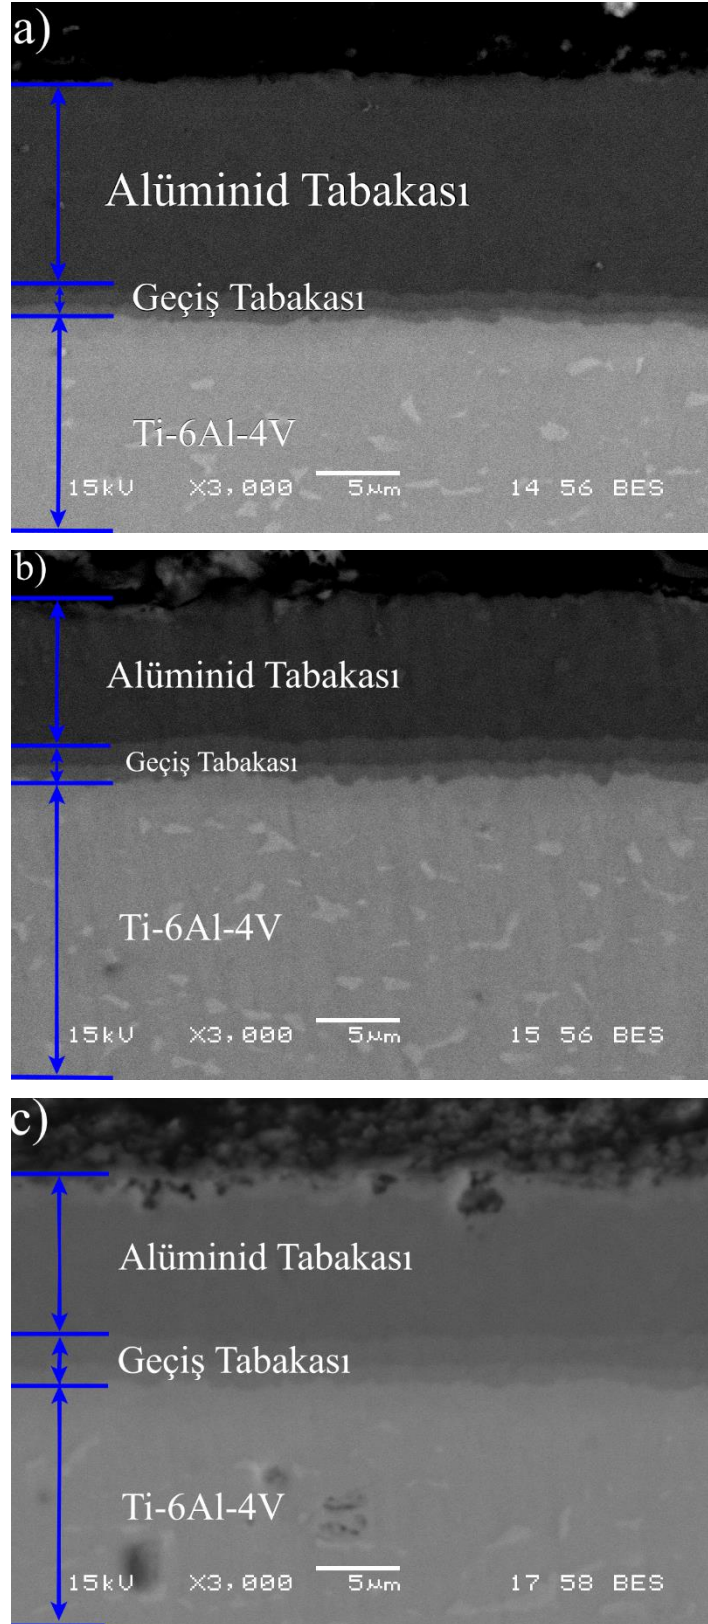 a)
Alüminid Tabakası
Geçiş Tabakası
Ti-6Al-4V
15kV X3,000 5µm 14 56 BES
b)
Alüminid Tabakası
Geçiş Tabakası
Ti-6Al-4V
15kV X3,000 5µm 15 56 BES
c)
Alüminid Tabakası
Geçiş Tabakası
Ti-6Al-4V
15kV X3,000 5µm 17 58 BES